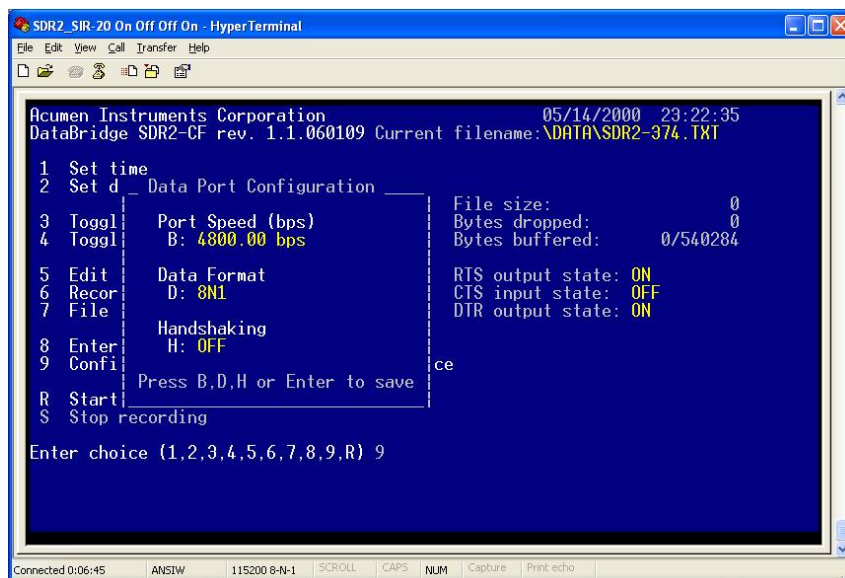 SDR2_SIR-20 On Off Off On - HyperTerminal
File Edit View Call Transfer Help
Acumen Instruments Corporation 05/14/2000 23:22:35
DataBridge SDR2-CF rev. 1.1.060109 Current filename:\DATA\SDR2-374.TXT
1 Set time
2 Set d _ Data Port Configuration ____
File size: 0
3 Toggl Port Speed (bps) Bytes dropped: 0
4 Toggl B: 4800.00 bps Bytes buffered: 0/540284
5 Edit Data Format RTS output state: ON
6 Recor D: 8N1 CTS input state: OFF
7 File DTR output state: ON
Handshaking
8 Enter H: OFF
9 Confi ce
Press B,D,H or Enter to save
R Start
S Stop recording
Enter choice (1,2,3,4,5,6,7,8,9,R) 9
Connected 0:06:45 ANSIW 115200 8-N-1 SCROLL CAPS NUM Capture Print echo